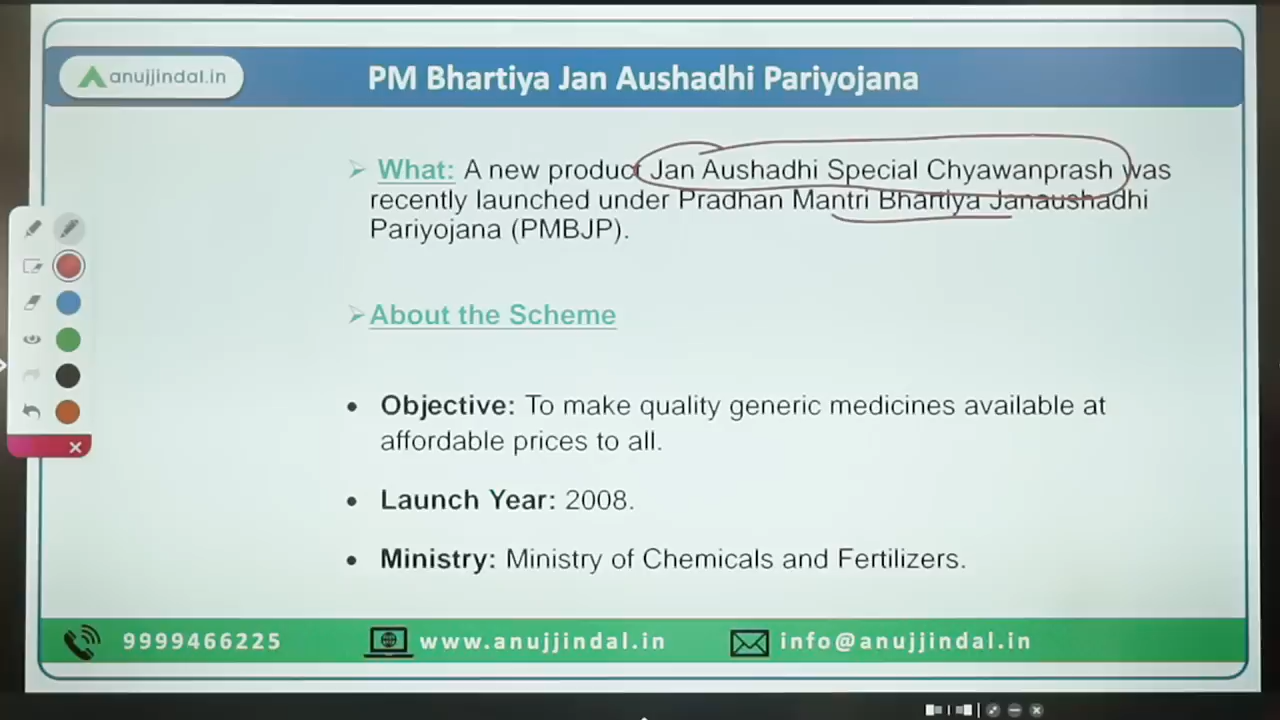 anujjindal.in
PM Bhartiya Jan Aushadhi Pariyojana
What: A new product Jan Aushadhi Special Chyawanprash was
recently launched under Pradhan Mantri Bhartiya Janaushadhi
Pariyojana (PMBJP).
About the Scheme
Objective: To make quality generic medicines available at
affordable prices to all.
Launch Year: 2008.
Ministry: Ministry of Chemicals and Fertilizers.
9999466225 www.anujjindal.in info@anujjindal.in